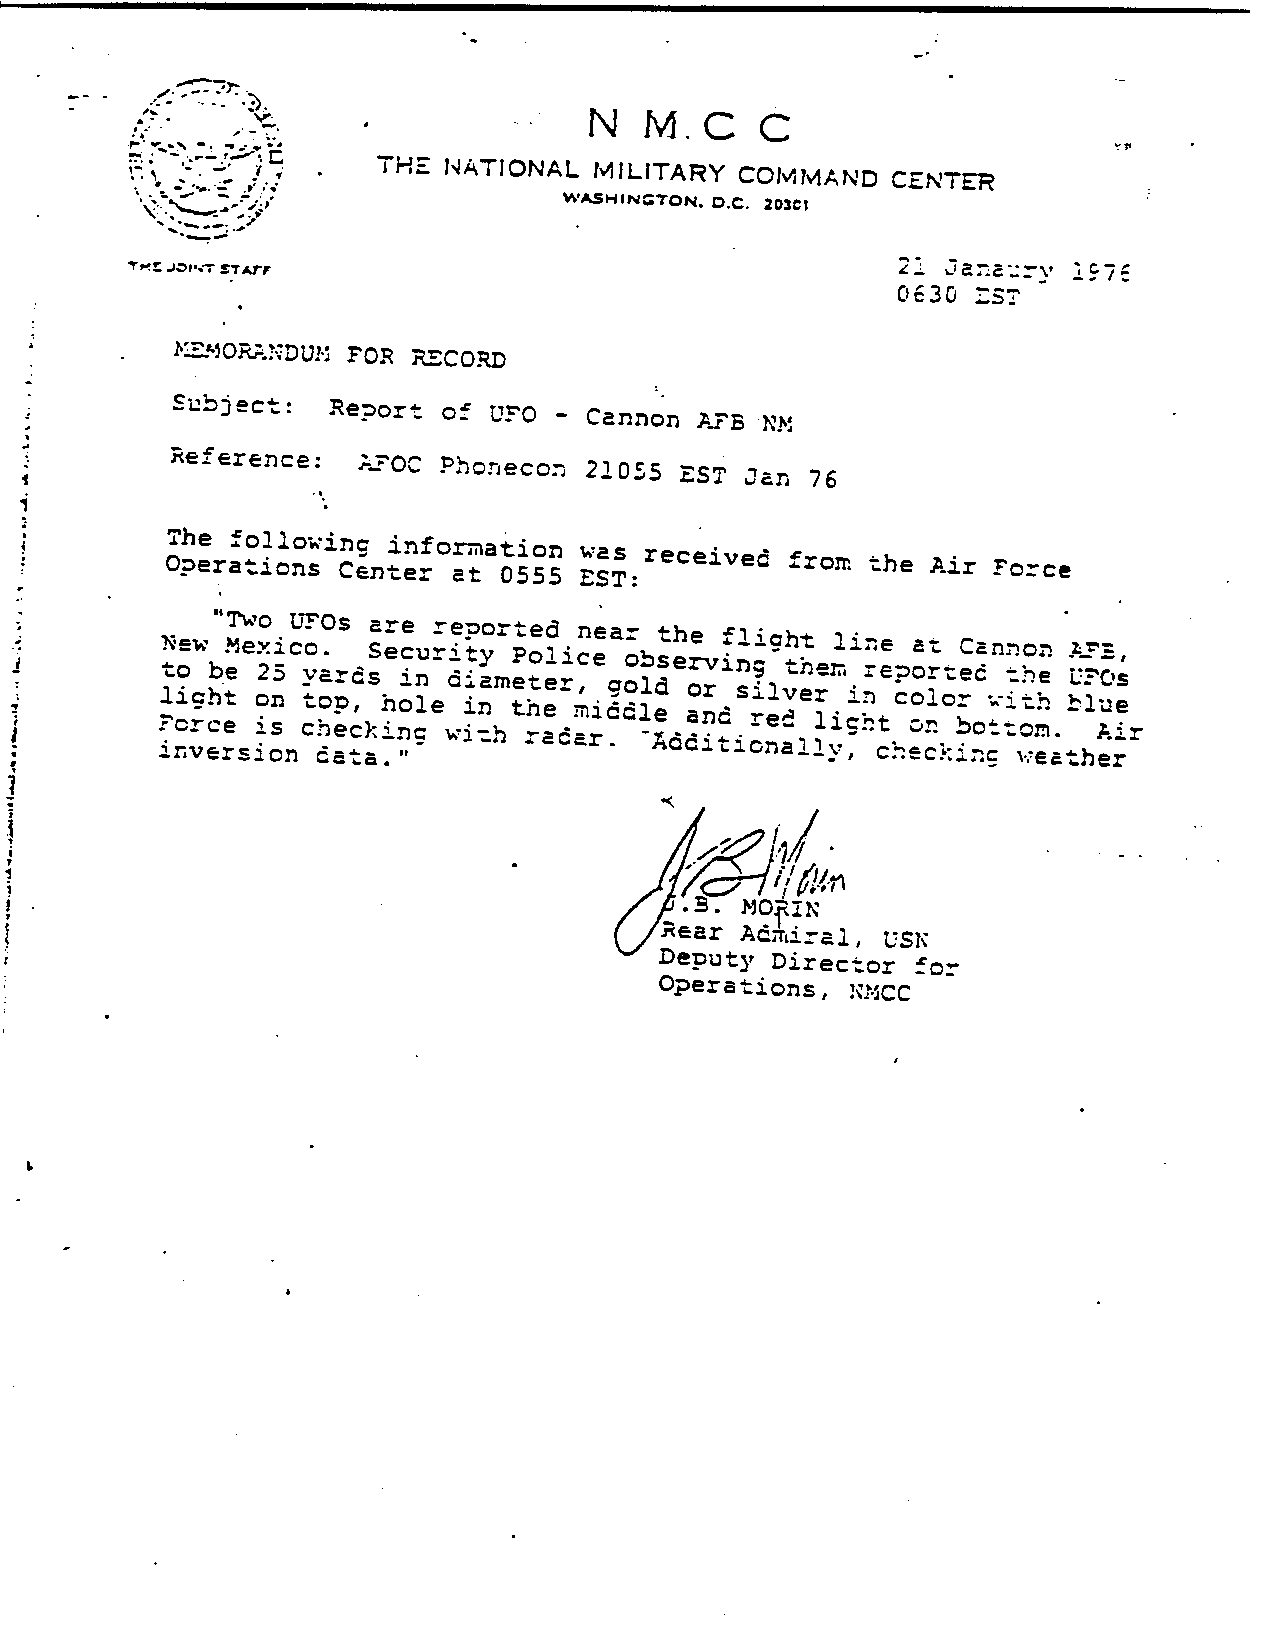 N M C C
THE NATIONAL MILITARY COMMAND CENTER
WASHINGTON, D.C. 20301
THE JOINT STAFF
21 Janaury 1976
0630 EST
MEMORANDUM FOR RECORD
Subject: Report of UFO - Cannon AFB NM
Reference: AFOC Phonecon 21055 EST Jan 76
The following information was received from the Air Force
Operations Center at 0555 EST:
"Two UFOs are reported near the flight line at Cannon AFB,
New Mexico. Security Police observing them reported the UFOs
to be 25 yards in diameter, gold or silver in color with blue
light on top, hole in the middle and red light on bottom. Air
Force is checking with radar. Additionally, checking weather
inversion data."
J.B. Morin
J.B. MORIN
Rear Admiral, USN
Deputy Director for
Operations, NMCC